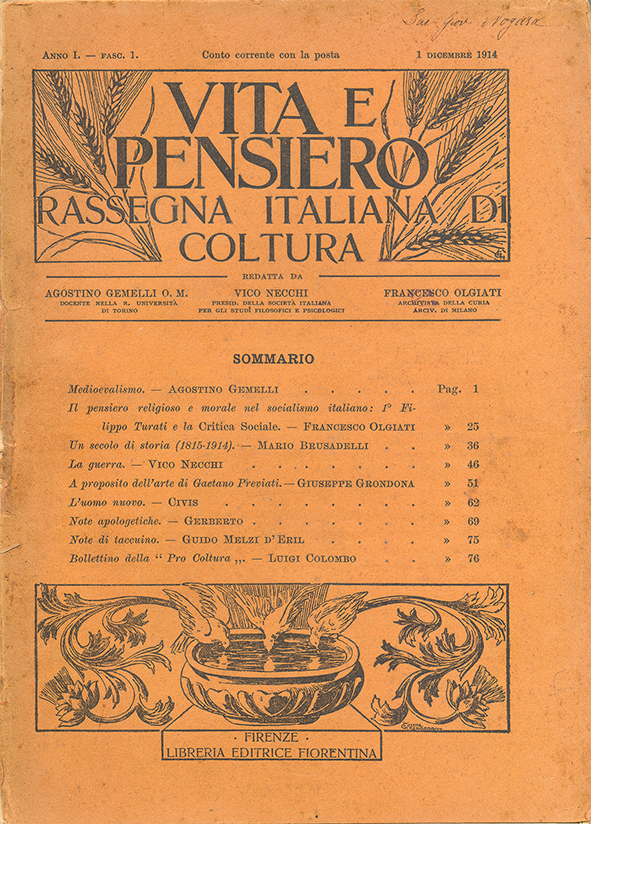 Sac Giov Nogara
ANNO I. — FASC. 1. Conto corrente con la posta 1 DICEMBRE 1914
VITA E
PENSIERO
RASSEGNA ITALIANA DI
COLTURA
REDATTA DA
AGOSTINO GEMELLI O. M. VICO NECCHI FRANCESCO OLGIATI
DOCENTE NELLA R. UNIVERSITÀ PRESID. DELLA SOCIETÀ ITALIANA ARCHIVISTA DELLA CURIA
DI TORINO PER GLI STUDÎ FILOSOFICI E PSICOLOGICI ARCIV. DI MILANO
SOMMARIO
Medioevalismo. — AGOSTINO GEMELLI . . . . . Pag. 1
Il pensiero religioso e morale nel socialismo italiano: 1° Fi-
lippo Turati e la Critica Sociale. — FRANCESCO OLGIATI » 25
Un secolo di storia (1815-1914). — MARIO BRUSADELLI . . » 36
La guerra. — VICO NECCHI . . . . . . . » 46
A proposito dell'arte di Gaetano Previati. — GIUSEPPE GRONDONA » 51
L'uomo nuovo. — CIVIS . . . . . . . . » 62
Note apologetiche. — GERBERTO . . . . . . . » 69
Note di taccuino. — GUIDO MELZI D'ERIL . . . . » 75
Bollettino della “ Pro Coltura „. — LUIGI COLOMBO . . » 76
· FIRENZE ·
LIBRERIA EDITRICE FIORENTINA